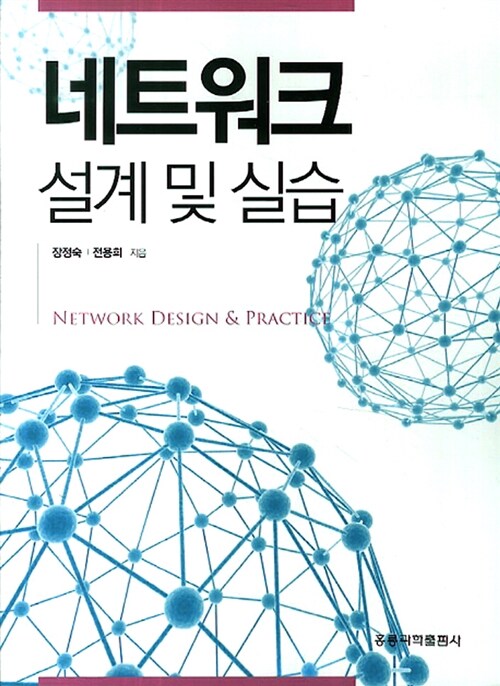 네트워크
설계 및 실습
장정숙 | 전용희 지음
NETWORK DESIGN & PRACTICE
홍릉과학출판사